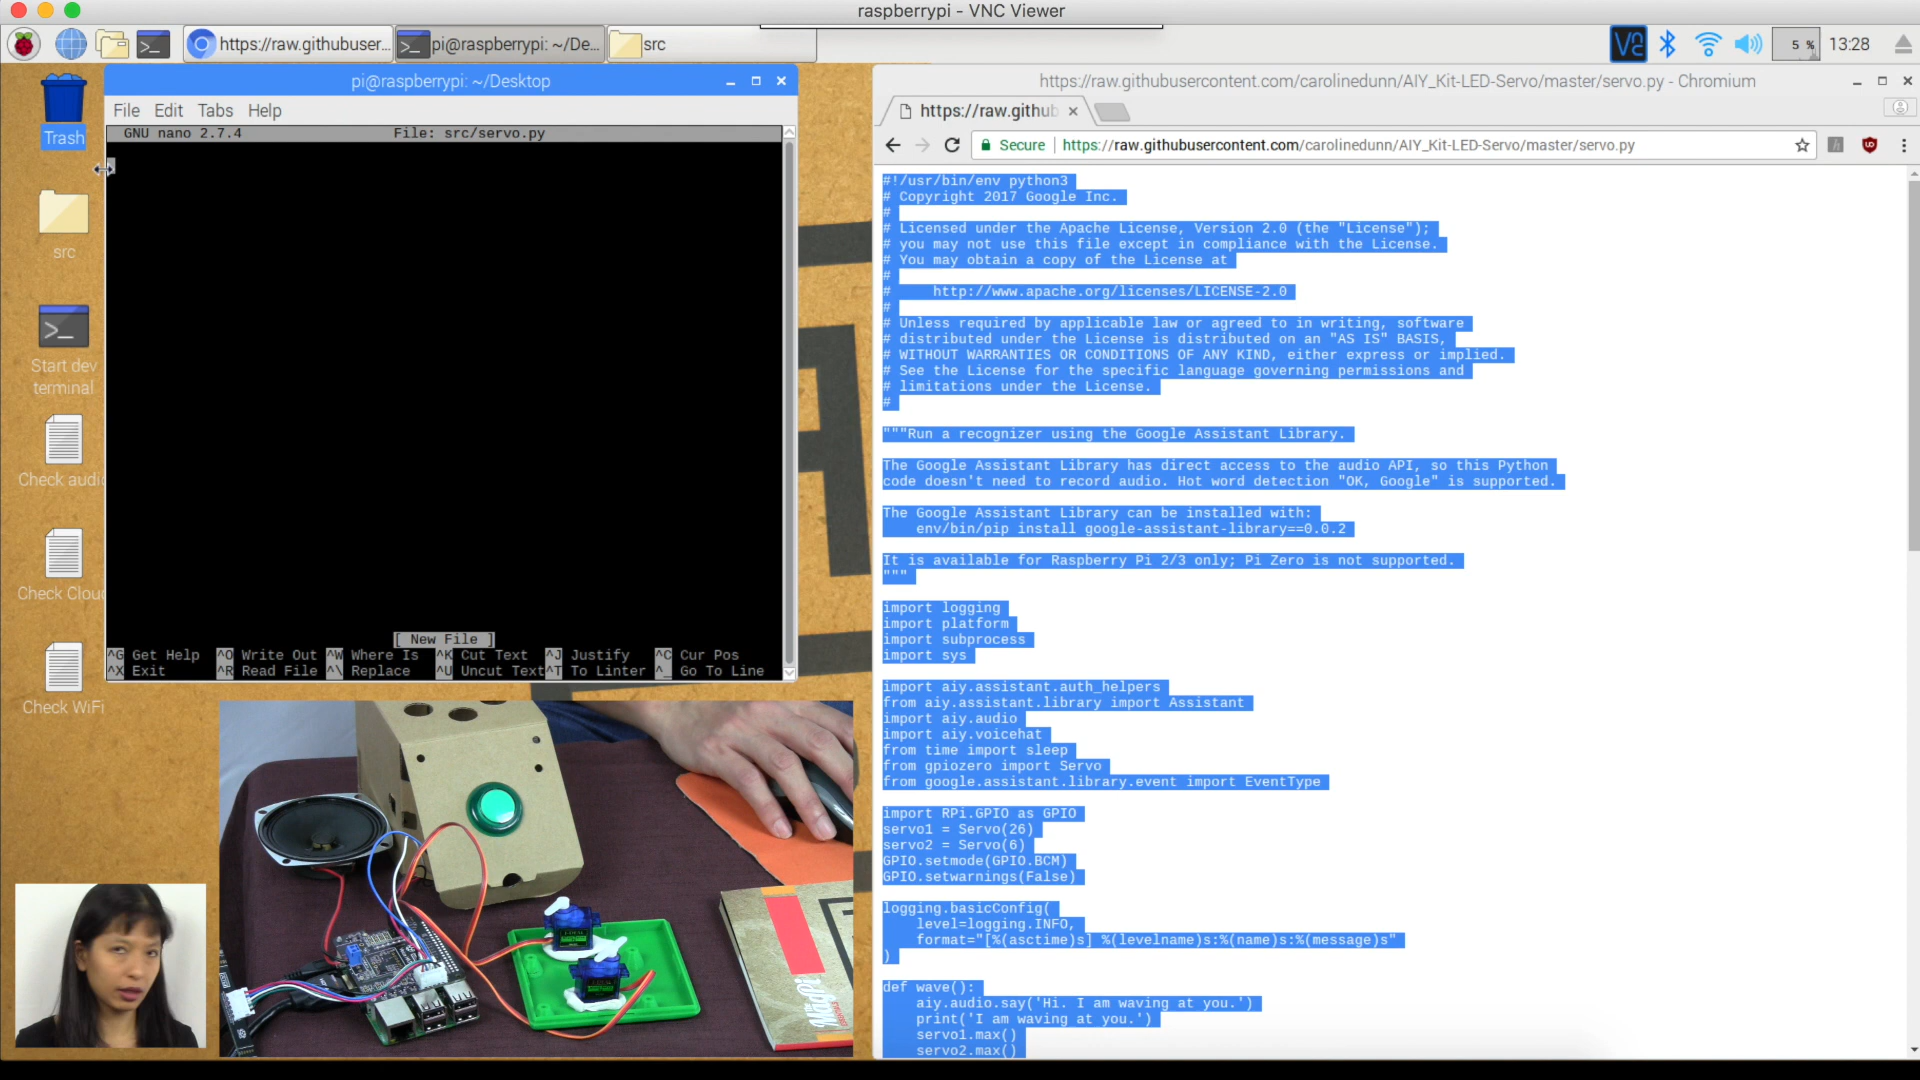 raspberrypi - VNC Viewer
https://raw.githubuser...
pi@raspberrypi: ~/De...
src
5 %
13:28
pi@raspberrypi: ~/Desktop
File Edit Tabs Help
GNU nano 2.7.4 File: src/servo.py
[ New File ]
^G Get Help ^O Write Out ^W Where Is ^K Cut Text ^J Justify ^C Cur Pos
^X Exit ^R Read File ^\ Replace ^U Uncut Text ^T To Linter ^_ Go To Line
Trash
src
Start dev
terminal
Check audio
Check Clou
Check WiFi
https://raw.githubusercontent.com/carolinedunn/AIY_Kit-LED-Servo/master/servo.py - Chromium
https://raw.githu
Secure https://raw.githubusercontent.com/carolinedunn/AIY_Kit-LED-Servo/master/servo.py
#!/usr/bin/env python3
# Copyright 2017 Google Inc.
#
# Licensed under the Apache License, Version 2.0 (the "License");
# you may not use this file except in compliance with the License.
# You may obtain a copy of the License at
#
#     http://www.apache.org/licenses/LICENSE-2.0
#
# Unless required by applicable law or agreed to in writing, software
# distributed under the License is distributed on an "AS IS" BASIS,
# WITHOUT WARRANTIES OR CONDITIONS OF ANY KIND, either express or implied.
# See the License for the specific language governing permissions and
# limitations under the License.
#
"""Run a recognizer using the Google Assistant Library.
The Google Assistant Library has direct access to the audio API, so this Python
code doesn't need to record audio. Hot word detection "OK, Google" is supported.
The Google Assistant Library can be installed with:
    env/bin/pip install google-assistant-library==0.0.2
It is available for Raspberry Pi 2/3 only; Pi Zero is not supported.
"""
import logging
import platform
import subprocess
import sys
import aiy.assistant.auth_helpers
from aiy.assistant.library import Assistant
import aiy.audio
import aiy.voicehat
from time import sleep
from gpiozero import Servo
from google.assistant.library.event import EventType
import RPi.GPIO as GPIO
servo1 = Servo(26)
servo2 = Servo(6)
GPIO.setmode(GPIO.BCM)
GPIO.setwarnings(False)
logging.basicConfig(
    level=logging.INFO,
    format="[%(asctime)s] %(levelname)s:%(name)s:%(message)s"
)
def wave():
    aiy.audio.say('Hi. I am waving at you.')
    print('I am waving at you.')
    servo1.max()
    servo2.max()